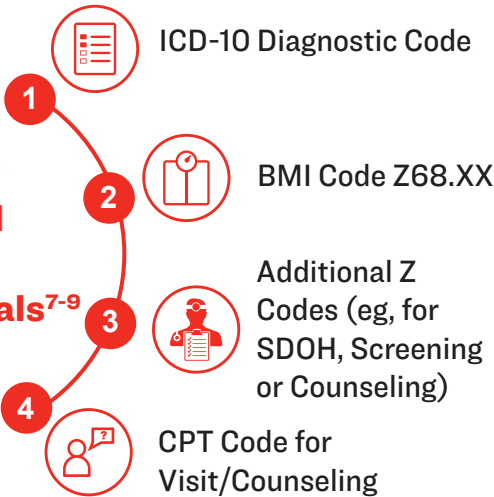 1
ICD-10 Diagnostic Code
2
BMI Code Z68.XX
als7-9
3
Additional Z
Codes (eg, for
SDOH, Screening
or Counseling)
4
?
CPT Code for
Visit/Counseling